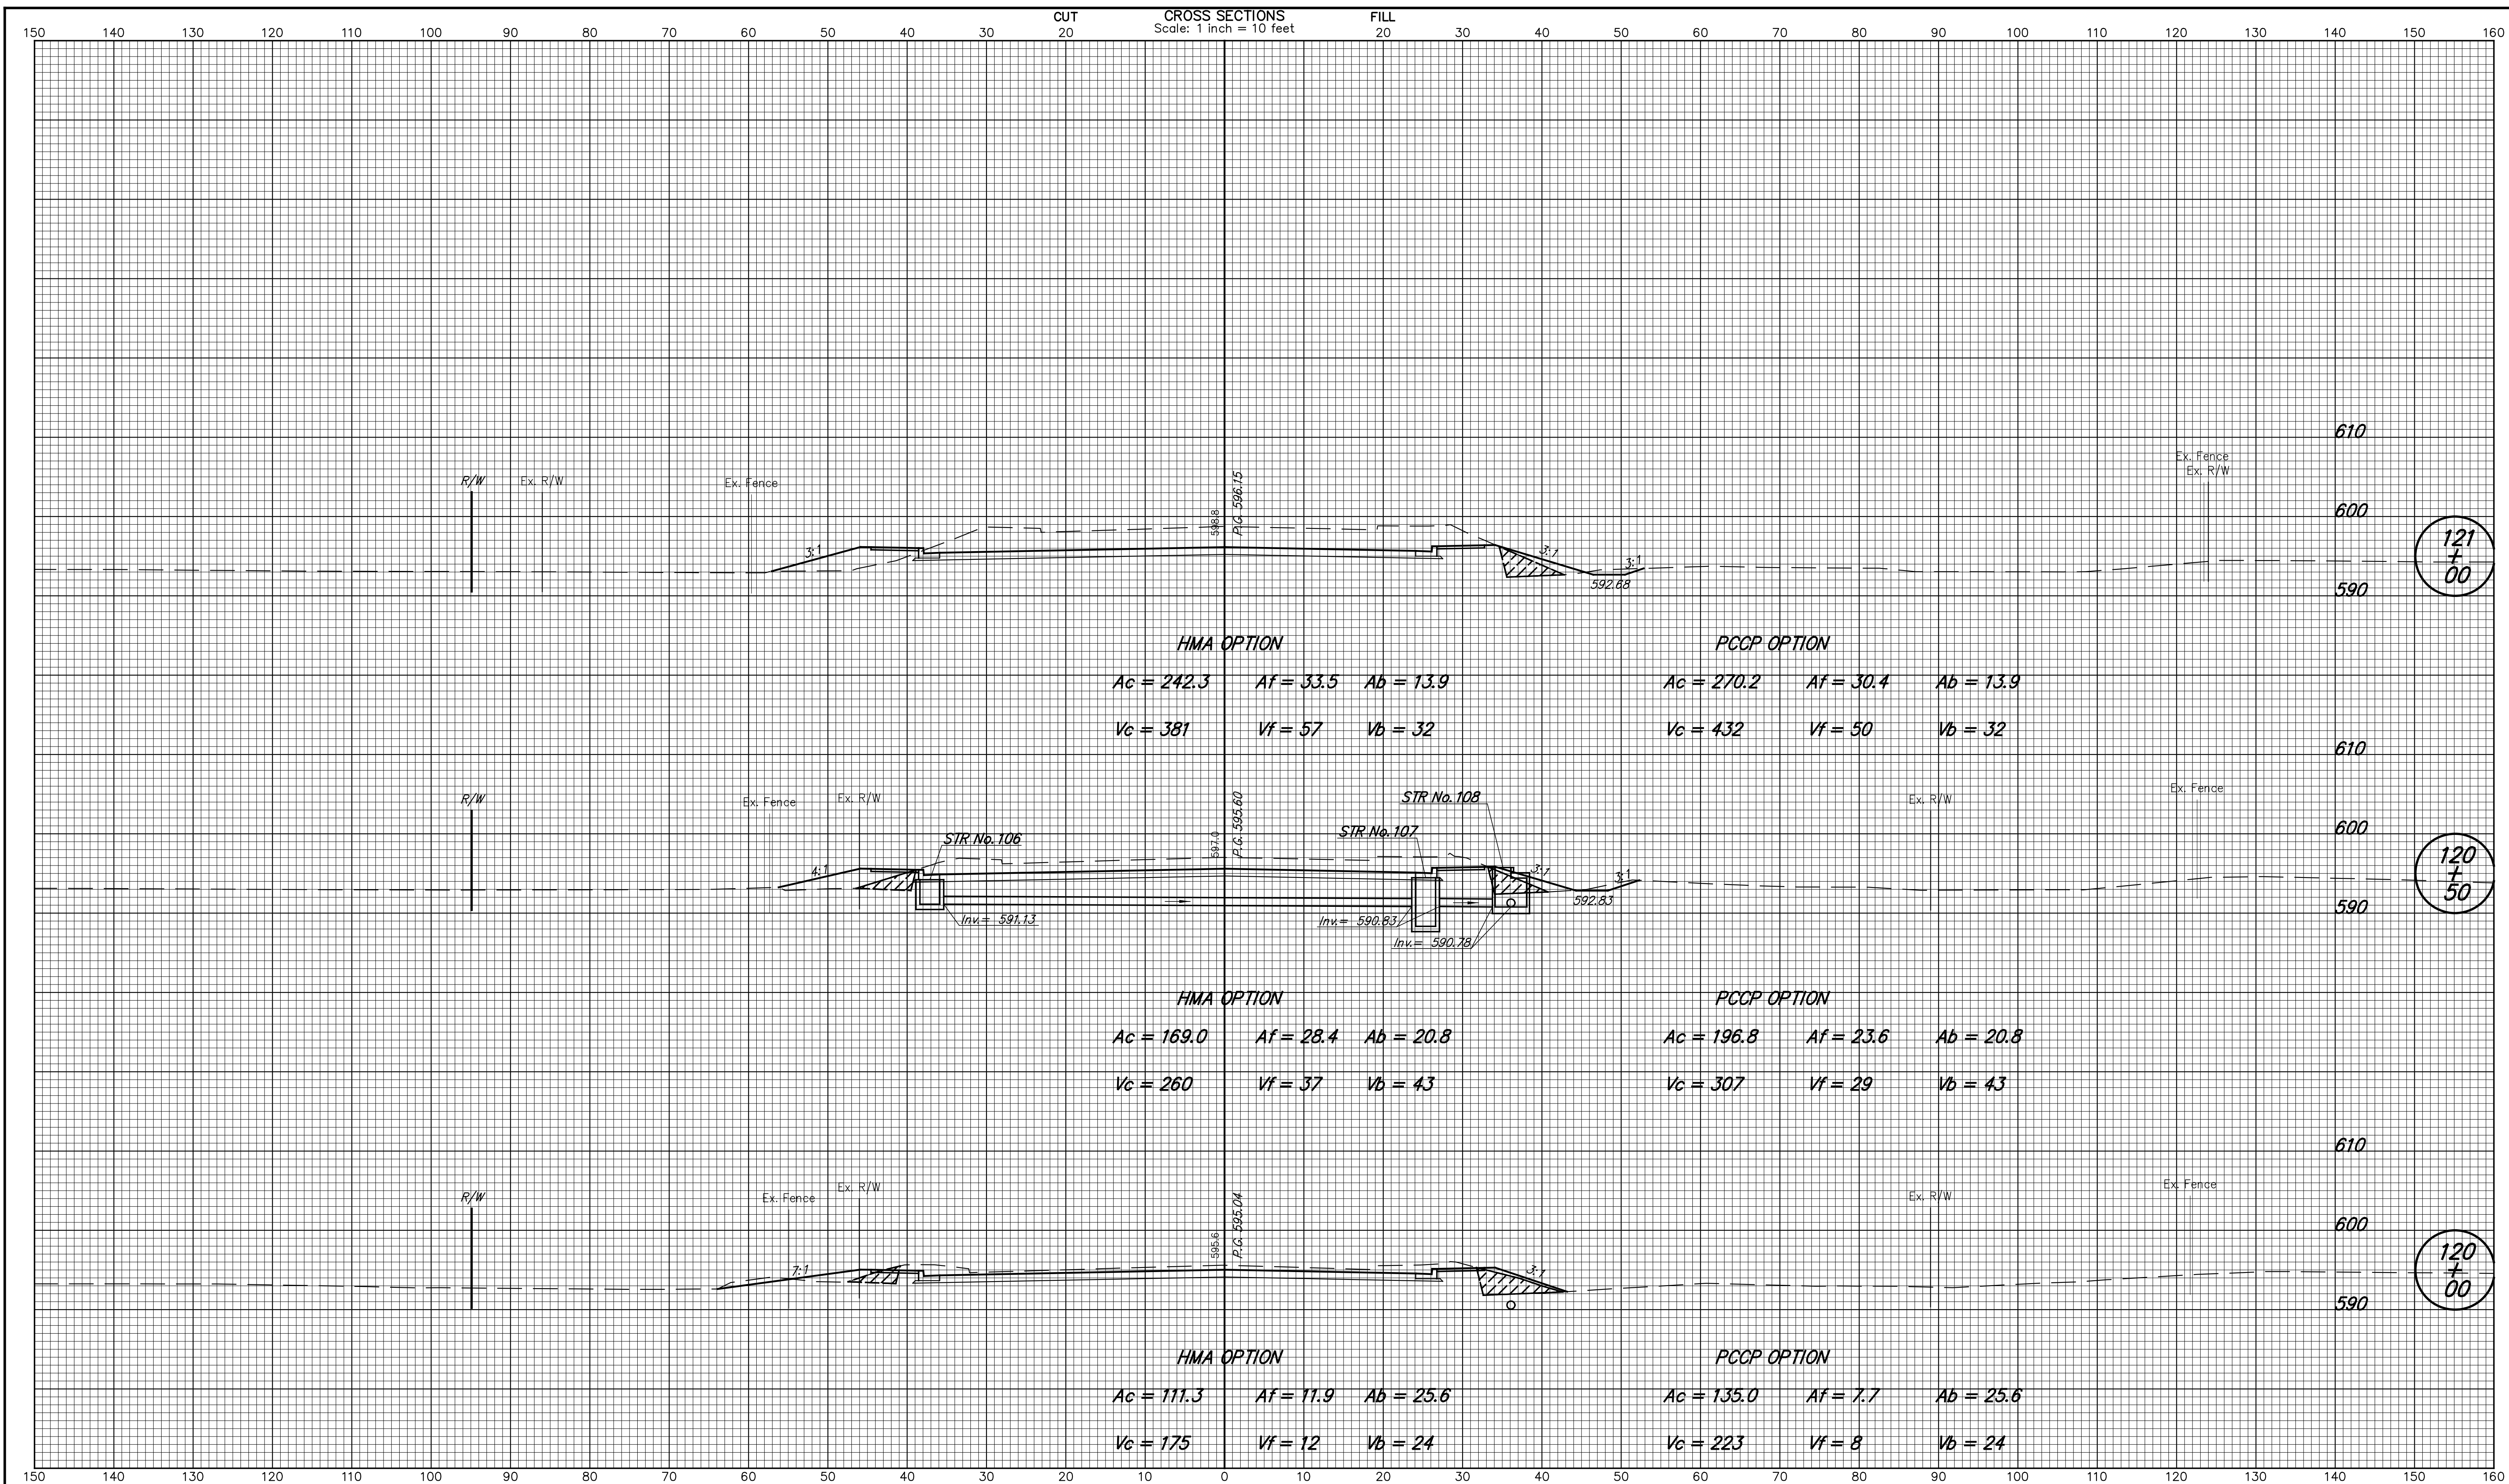 CUT CROSS SECTIONS FILL
Scale: 1 inch = 10 feet
150 140 130 120 110 100 90 80 70 60 50 40 30 20 10 0 10 20 30 40 50 60 70 80 90 100 110 120 130 140 150 160
610
Ex. Fence
Ex. R/W
R/W Ex. R/W Ex. Fence
598.8 P.G. 596.15
600
121 + 00
3:1 3:1 3:1
592.68
590
HMA OPTION PCCP OPTION
Ac = 242.3 Af = 33.5 Ab = 13.9 Ac = 270.2 Af = 30.4 Ab = 13.9
Vc = 381 Vf = 57 Vb = 32 Vc = 432 Vf = 50 Vb = 32
610
R/W Ex. Fence Ex. R/W
597.0 P.G. 595.60
STR No. 108
Ex. R/W Ex. Fence
600
STR No. 106 STR No. 107
120 + 50
4:1 3:1 3:1
592.83
590
Inv.= 591.13 Inv.= 590.83
Inv.= 590.78
HMA OPTION PCCP OPTION
Ac = 169.0 Af = 28.4 Ab = 20.8 Ac = 196.8 Af = 23.6 Ab = 20.8
Vc = 260 Vf = 37 Vb = 43 Vc = 307 Vf = 29 Vb = 43
610
R/W Ex. Fence Ex. R/W
595.6 P.G. 595.04
Ex. R/W Ex. Fence
600
120 + 00
7:1 3:1
590
HMA OPTION PCCP OPTION
Ac = 111.3 Af = 11.9 Ab = 25.6 Ac = 135.0 Af = 7.7 Ab = 25.6
Vc = 175 Vf = 12 Vb = 24 Vc = 223 Vf = 8 Vb = 24
150 140 130 120 110 100 90 80 70 60 50 40 30 20 10 0 10 20 30 40 50 60 70 80 90 100 110 120 130 140 150 160